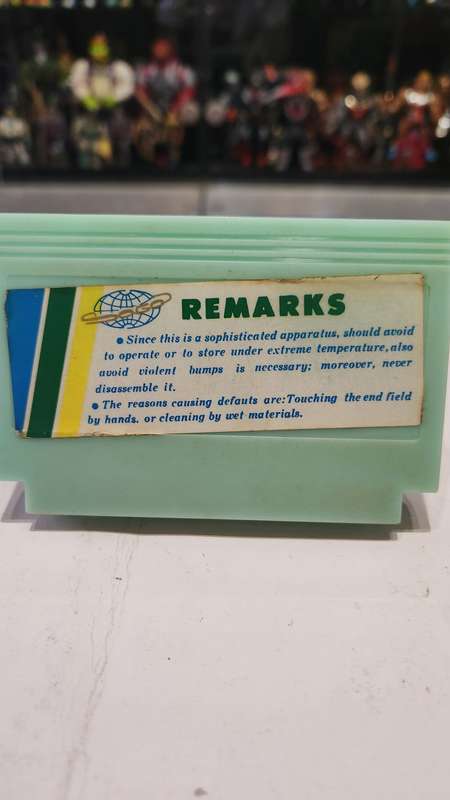 REMARKS
● Since this is a sophisticated apparatus, should avoid
to operate or to store under extreme temperature, also
avoid violent bumps is necessary; moreover, never
disassemble it.
● The reasons causing defauts are: Touching the end field
by hands. or cleaning by wet materials.